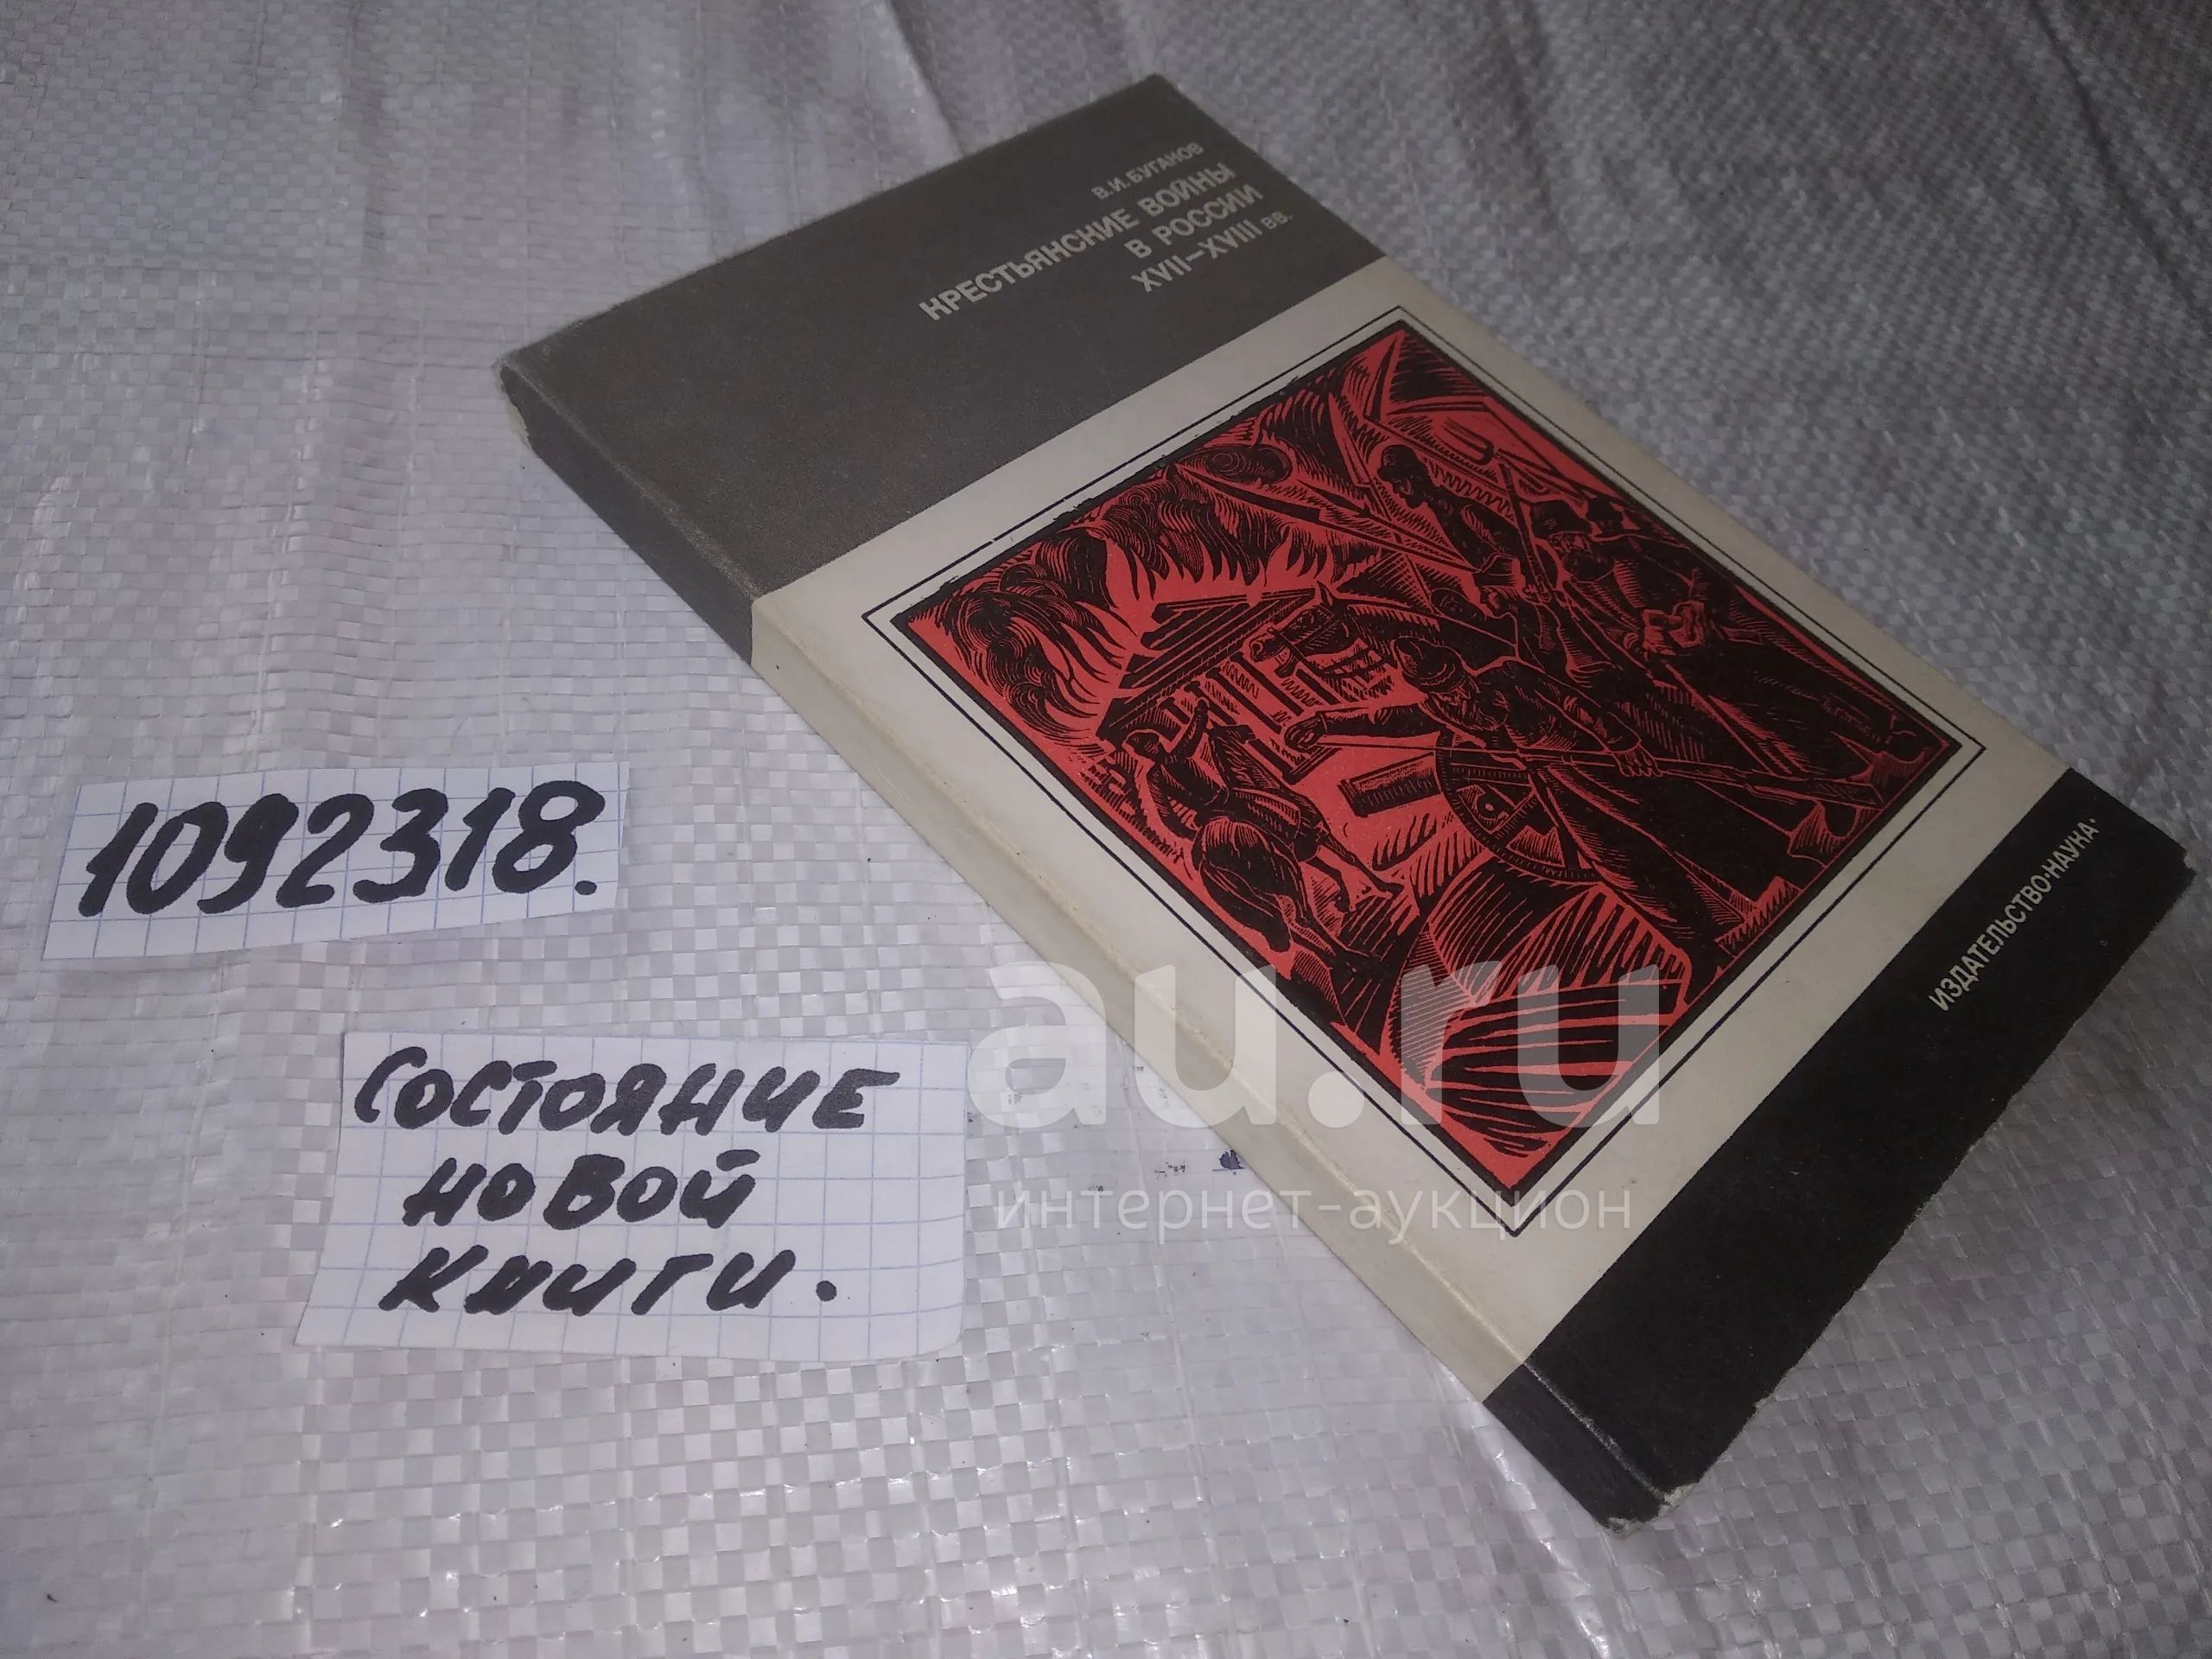 В.И. БУГАНОВ
КРЕСТЬЯНСКИЕ ВОЙНЫ
В РОССИИ
XVII–XVIII ВВ.
ИЗДАТЕЛЬСТВО·НАУКА·
1092318.
СОСТОЯНИЕ
НОВОЙ
КНИГИ.
au.ru
интернет-аукцион